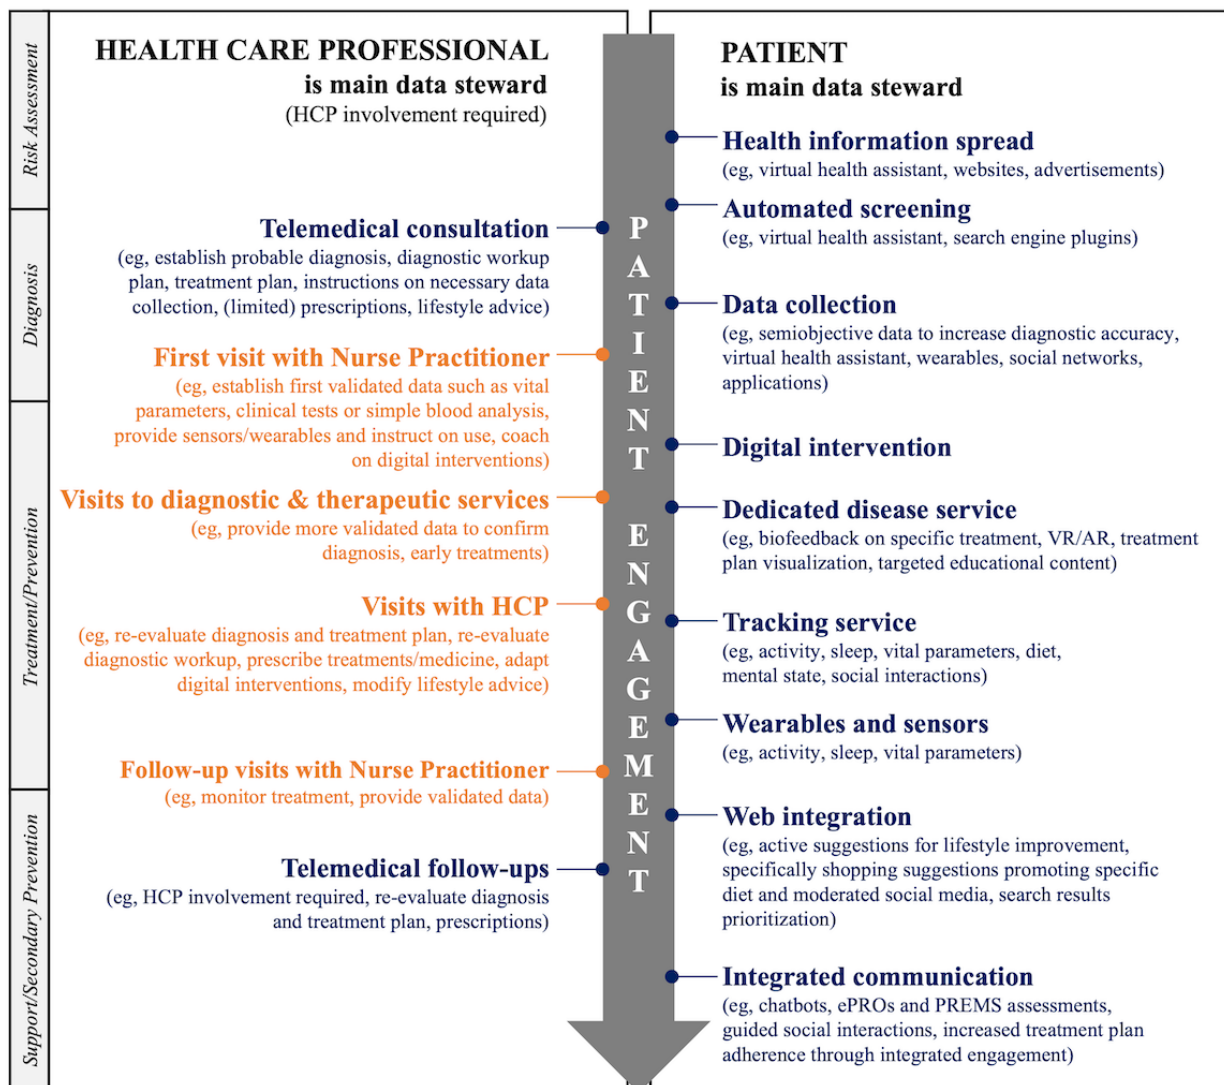 Risk Assessment
Diagnosis
Treatment/Prevention
Support/Secondary Prevention
HEALTH CARE PROFESSIONAL
is main data steward
(HCP involvement required)
Telemedical consultation
(eg, establish probable diagnosis, diagnostic workup
plan, treatment plan, instructions on necessary data
collection, (limited) prescriptions, lifestyle advice)
First visit with Nurse Practitioner
(eg, establish first validated data such as vital
parameters, clinical tests or simple blood analysis,
provide sensors/wearables and instruct on use, coach
on digital interventions)
Visits to diagnostic & therapeutic services
(eg, provide more validated data to confirm
diagnosis, early treatments)
Visits with HCP
(eg, re-evaluate diagnosis and treatment plan, re-evaluate
diagnostic workup, prescribe treatments/medicine, adapt
digital interventions, modify lifestyle advice)
Follow-up visits with Nurse Practitioner
(eg, monitor treatment, provide validated data)
Telemedical follow-ups
(eg, HCP involvement required, re-evaluate diagnosis
and treatment plan, prescriptions)
PATIENT ENGAGEMENT
PATIENT
is main data steward
Health information spread
(eg, virtual health assistant, websites, advertisements)
Automated screening
(eg, virtual health assistant, search engine plugins)
Data collection
(eg, semiobjective data to increase diagnostic accuracy,
virtual health assistant, wearables, social networks,
applications)
Digital intervention
Dedicated disease service
(eg, biofeedback on specific treatment, VR/AR, treatment
plan visualization, targeted educational content)
Tracking service
(eg, activity, sleep, vital parameters, diet,
mental state, social interactions)
Wearables and sensors
(eg, activity, sleep, vital parameters)
Web integration
(eg, active suggestions for lifestyle improvement,
specifically shopping suggestions promoting specific
diet and moderated social media, search results
prioritization)
Integrated communication
(eg, chatbots, ePROs and PREMS assessments,
guided social interactions, increased treatment plan
adherence through integrated engagement)